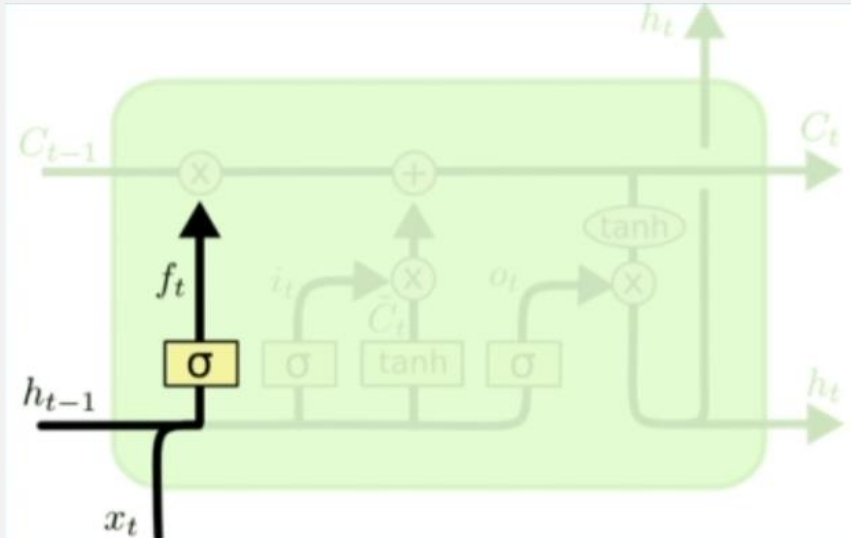 h_t
C_{t-1} C_t
x +
tanh
f_t i_t x o_t x
C̃_t
σ σ tanh σ
h_{t-1} h_t
x_t